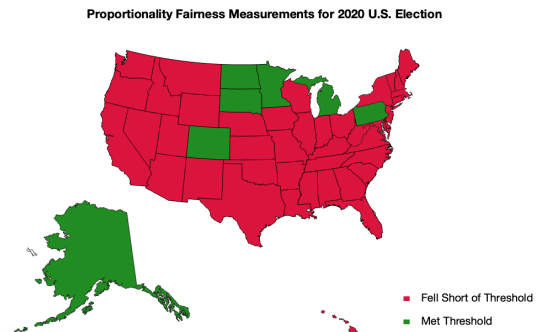 Proportionality Fairness Measurements for 2020 U.S. Election
Fell Short of Threshold
Met Threshold